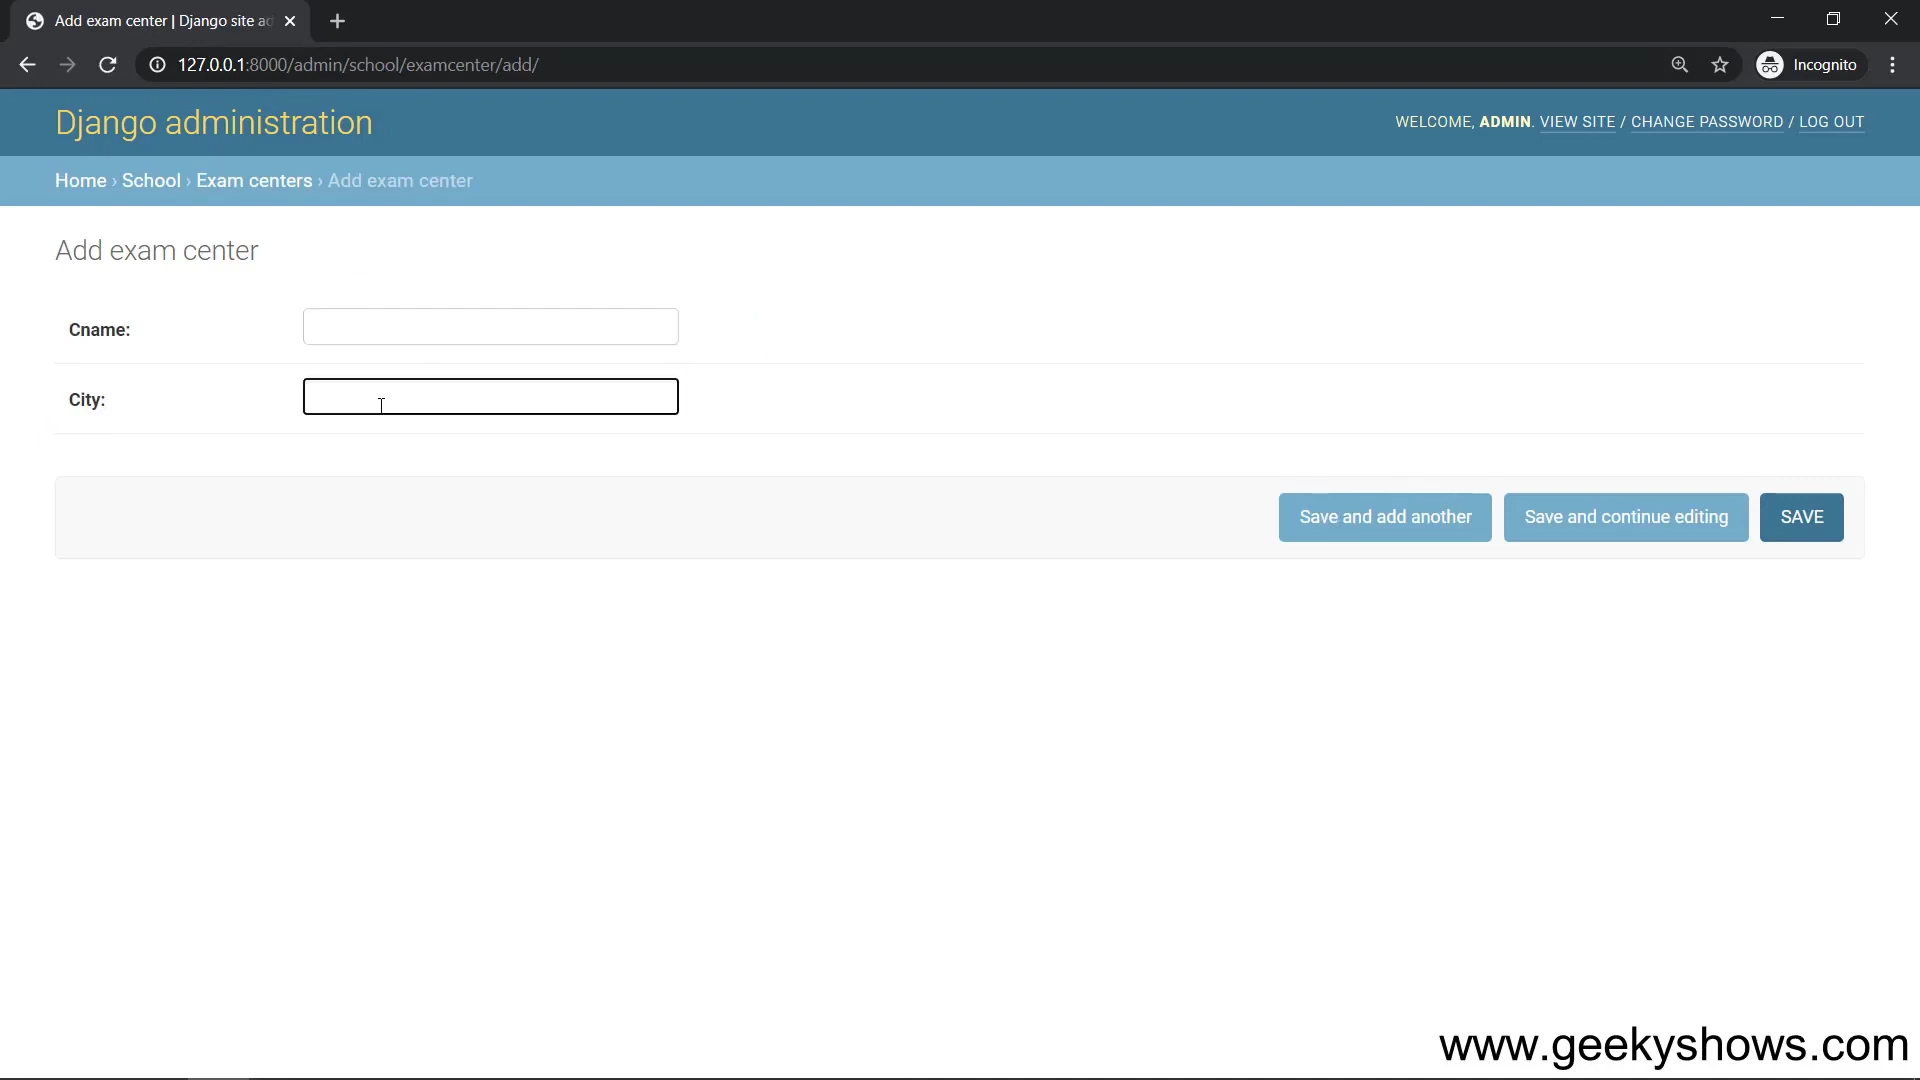 Add exam center | Django site ad
127.0.0.1:8000/admin/school/examcenter/add/
Incognito
Django administration
WELCOME, ADMIN. VIEW SITE / CHANGE PASSWORD / LOG OUT
Home › School › Exam centers › Add exam center
Add exam center
Cname:
City:
Save and add another
Save and continue editing
SAVE
www.geekyshows.com